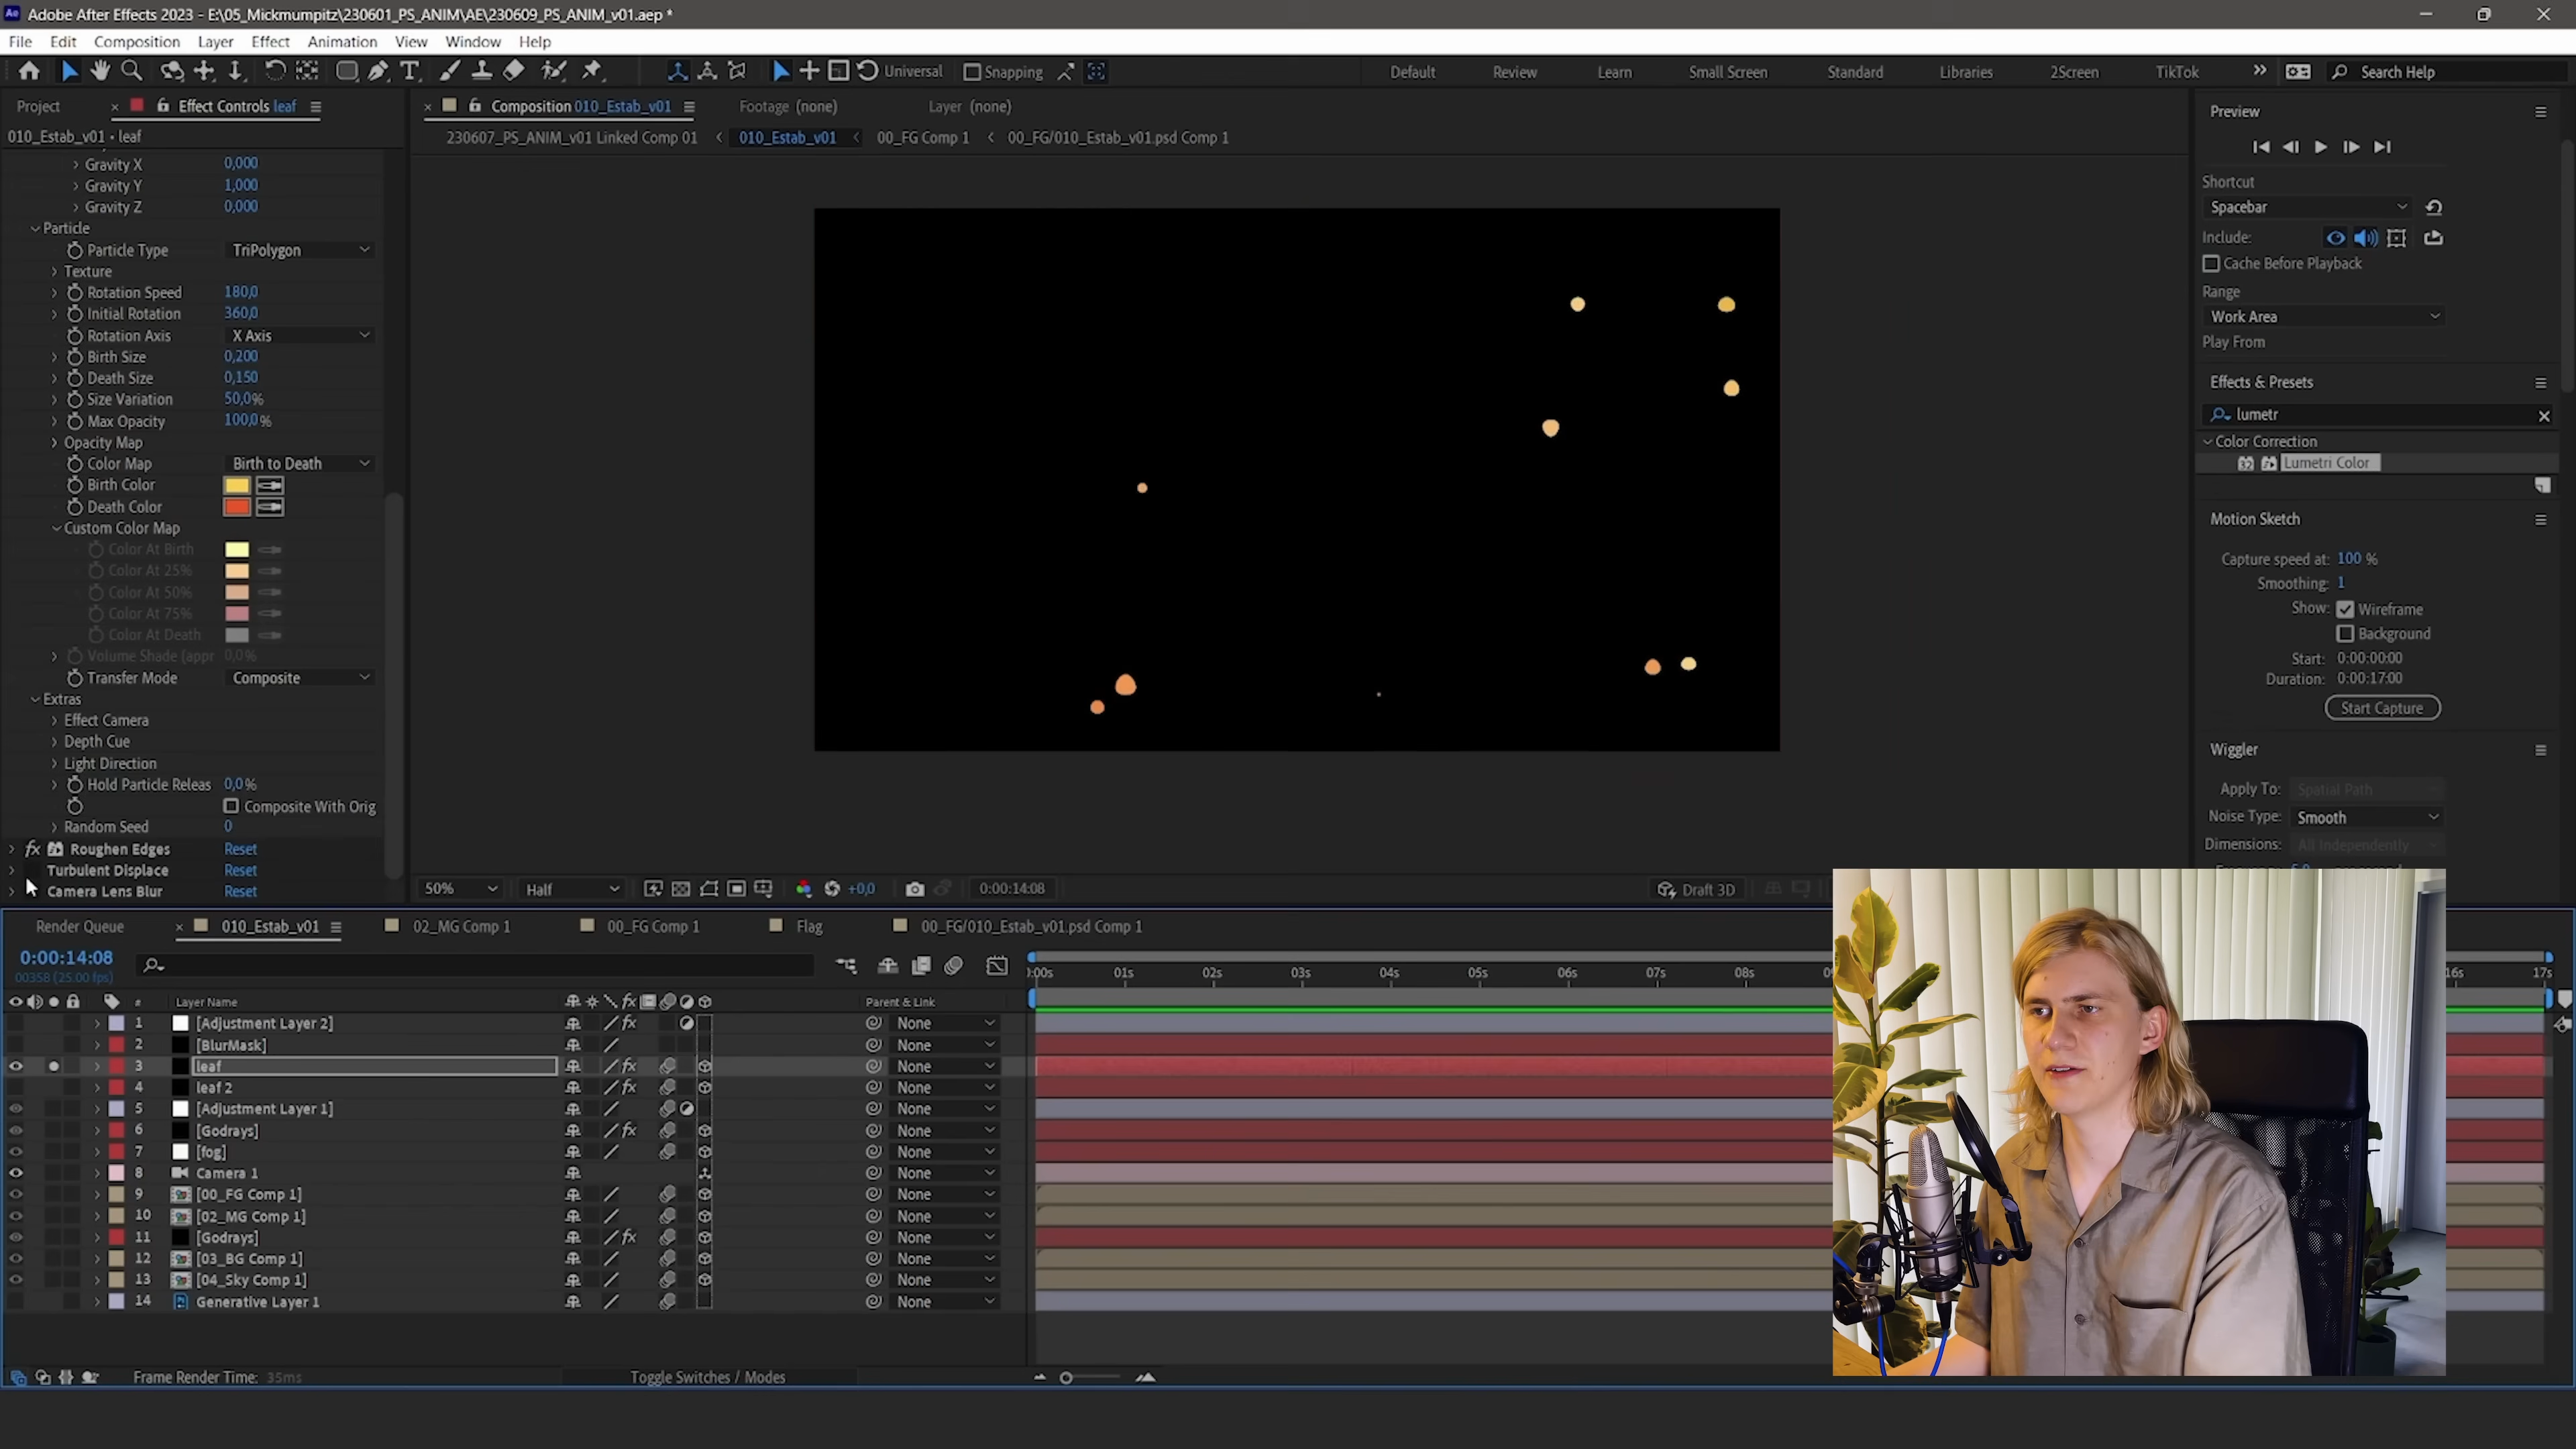 Adobe After Effects 2023 - E:\05_Mickmumpitz\230601_PS_ANIM\AE\230609_PS_ANIM_v01.aep *
File Edit Composition Layer Effect Animation View Window Help
Universal Snapping Default Review Learn Small Screen Standard Libraries 2Screen TikTok Search Help
Project Effect Controls leaf
010_Estab_v01 • leaf
Gravity X 0,000
Gravity Y 1,000
Gravity Z 0,000
Particle
Particle Type TriPolygon
Texture
Rotation Speed 180,0
Initial Rotation 360,0
Rotation Axis X Axis
Birth Size 0,200
Death Size 0,150
Size Variation 50,0%
Max Opacity 100,0%
Opacity Map
Color Map Birth to Death
Birth Color
Death Color
Custom Color Map
Color At Birth
Color At 25%
Color At 50%
Color At 75%
Color At Death
Volume Shade (appr 0,0%
Transfer Mode Composite
Extras
Effect Camera
Depth Cue
Light Direction
Hold Particle Releas 0,0%
Composite With Orig
Random Seed 0
fx Roughen Edges Reset
Turbulent Displace Reset
Camera Lens Blur Reset
Composition 010_Estab_v01 Footage (none) Layer (none)
230607_PS_ANIM_v01 Linked Comp 01 010_Estab_v01 00_FG Comp 1 00_FG/010_Estab_v01.psd Comp 1
50% Half +0,0 0:00:14:08 Draft 3D
Preview
Shortcut
Spacebar
Include:
Cache Before Playback
Range
Work Area
Play From
Effects & Presets
lumetr
Color Correction
32 Lumetri Color
Motion Sketch
Capture speed at: 100 %
Smoothing: 1
Show: Wireframe
Background
Start: 0:00:00:00
Duration: 0:00:17:00
Start Capture
Wiggler
Apply To: Spatial Path
Noise Type: Smooth
Dimensions: All Independently
Render Queue 010_Estab_v01 02_MG Comp 1 00_FG Comp 1 Flag 00_FG/010_Estab_v01.psd Comp 1
0:00:14:08
00358 (25.00 fps)
:00s 01s 02s 03s 04s 05s 06s 07s 08s 16s 17s
# Layer Name fx Parent & Link
1 [Adjustment Layer 2] fx None
2 [BlurMask] None
3 leaf fx None
4 leaf 2 fx None
5 [Adjustment Layer 1] None
6 [Godrays] fx None
7 [fog] None
8 Camera 1 None
9 [00_FG Comp 1] None
10 [02_MG Comp 1] None
11 [Godrays] fx None
12 [03_BG Comp 1] None
13 [04_Sky Comp 1] None
14 Generative Layer 1 None
Frame Render Time: 35ms Toggle Switches / Modes